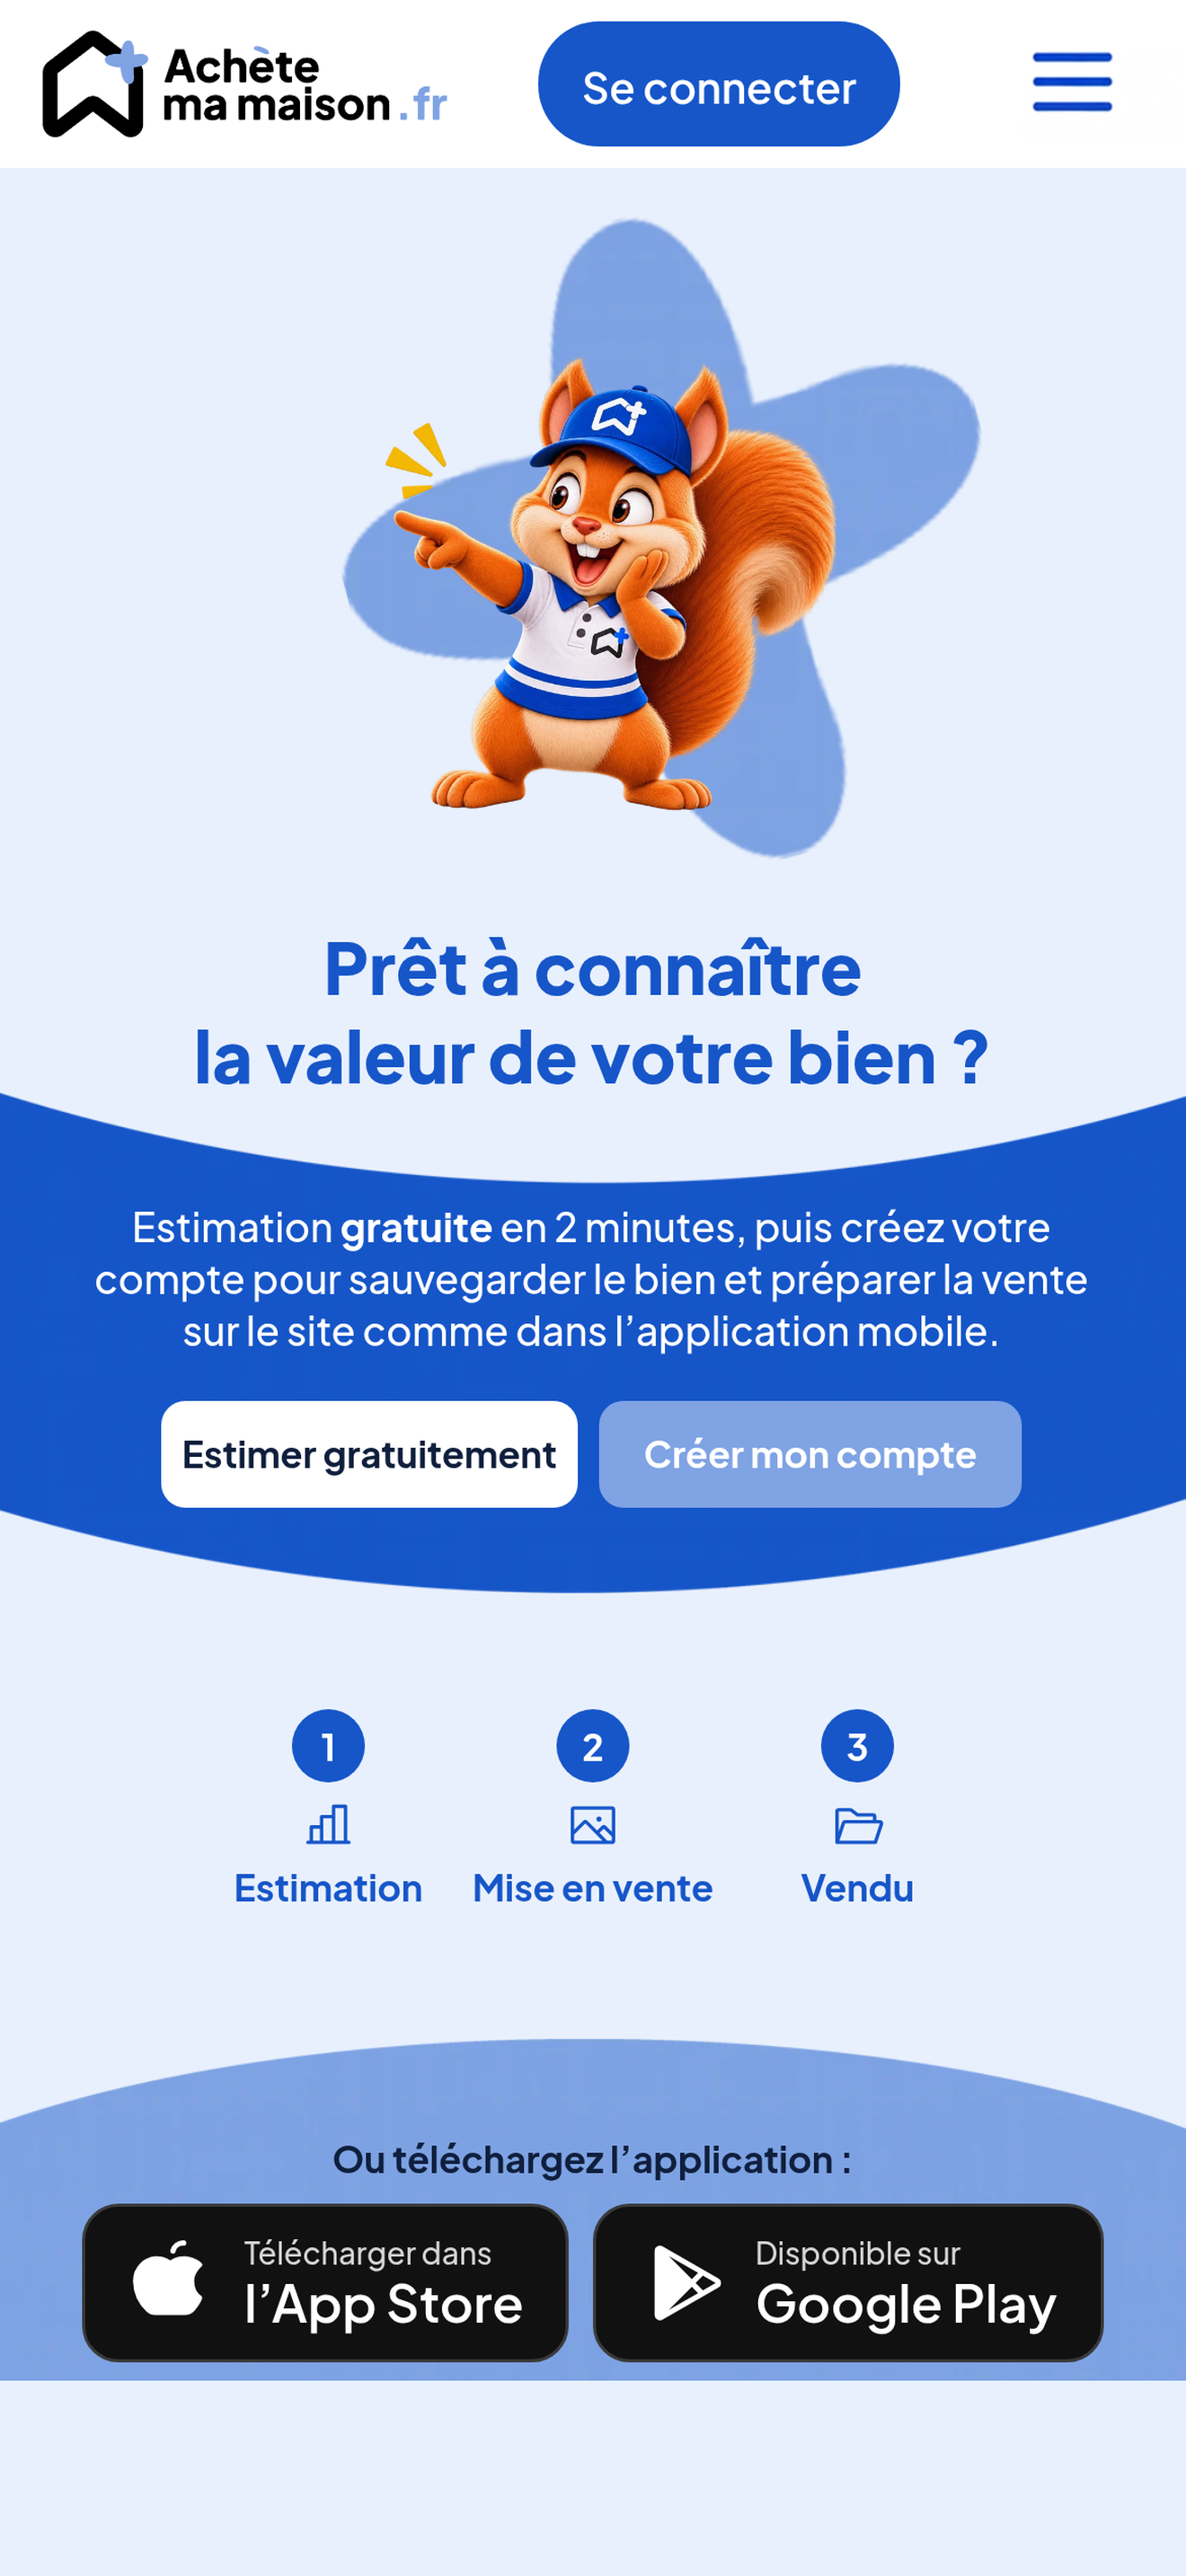 Achète
ma maison.fr
Se connecter
Prêt à connaître
la valeur de votre bien ?
Estimation gratuite en 2 minutes, puis créez votre
compte pour sauvegarder le bien et préparer la vente
sur le site comme dans l’application mobile.
Estimer gratuitement
Créer mon compte
1
2
3
Estimation
Mise en vente
Vendu
Ou téléchargez l’application :
Télécharger dans
l’App Store
Disponible sur
Google Play